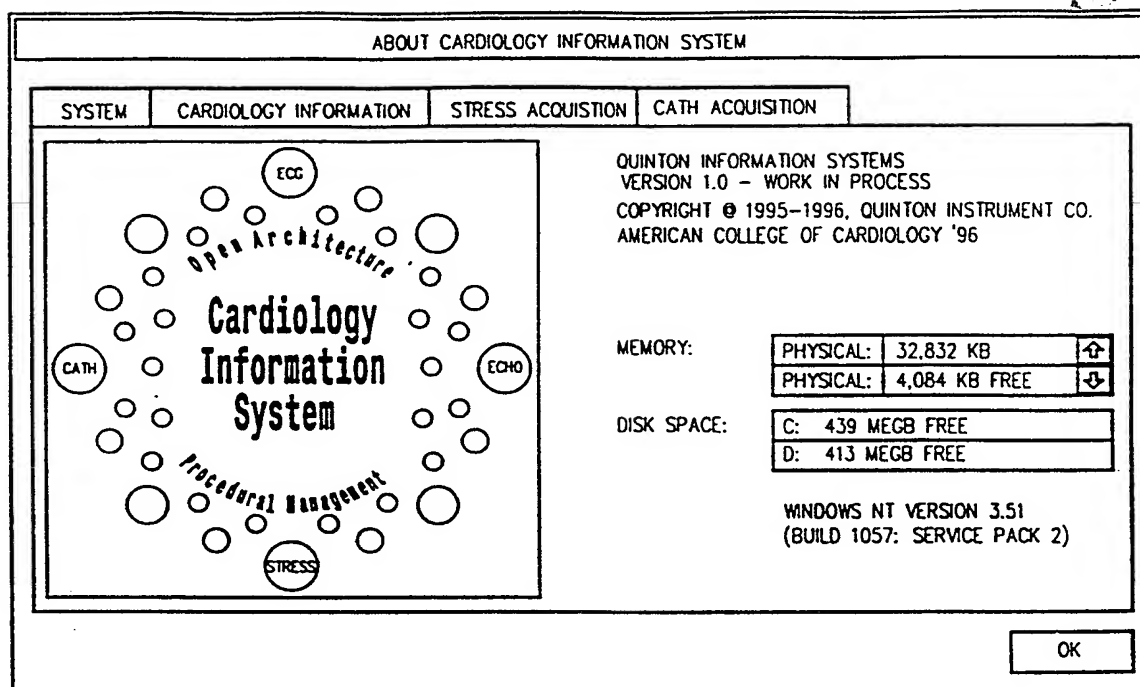 ABOUT CARDIOLOGY INFORMATION SYSTEM
SYSTEM CARDIOLOGY INFORMATION STRESS ACQUISTION CATH ACQUISITION
ECG
Open Architecture
Cardiology
Information
System
CATH
ECHO
Procedural Management
STRESS
QUINTON INFORMATION SYSTEMS
VERSION 1.0 – WORK IN PROCESS
COPYRIGHT @ 1995–1996, QUINTON INSTRUMENT CO.
AMERICAN COLLEGE OF CARDIOLOGY '96
MEMORY:
PHYSICAL: 32,832 KB
PHYSICAL: 4,084 KB FREE
DISK SPACE:
C: 439 MEGB FREE
D: 413 MEGB FREE
WINDOWS NT VERSION 3.51
(BUILD 1057: SERVICE PACK 2)
OK